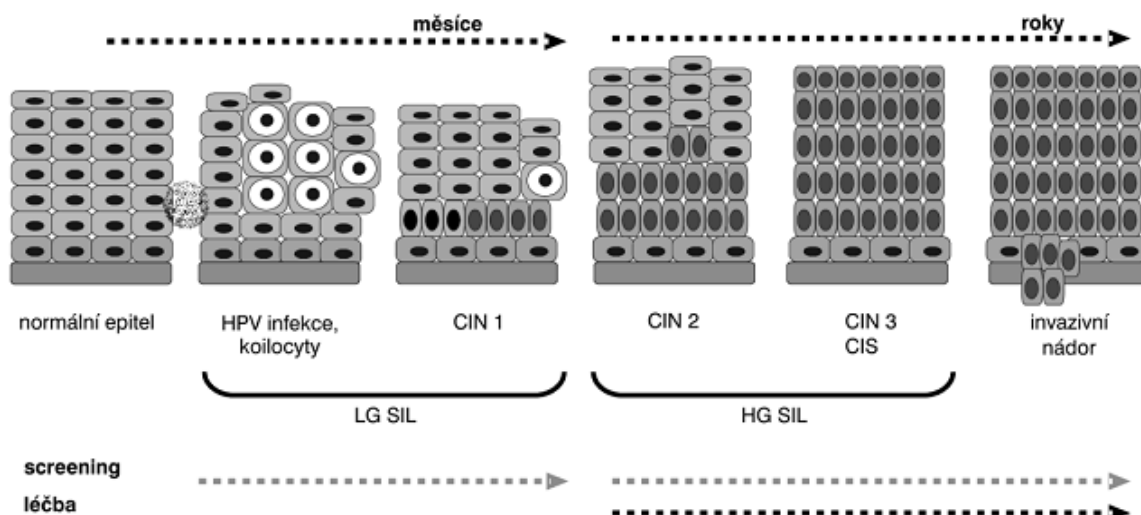 měsíce
roky
normální epitel
HPV infekce,
koilocyty
CIN 1
CIN 2
CIN 3
CIS
invazivní
nádor
LG SIL
HG SIL
screening
léčba